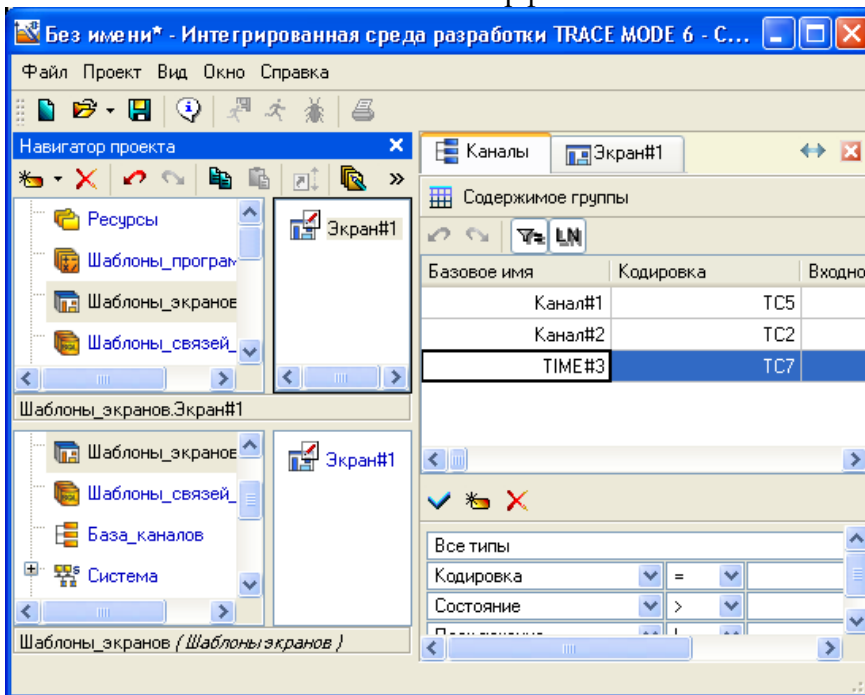 Без имени* - Интегрированная среда разработки TRACE MODE 6 - С...
Файл Проект Вид Окно Справка
Навигатор проекта
Ресурсы
Шаблоны_програм
Шаблоны_экранов
Шаблоны_связей_
Экран#1
Шаблоны_экранов.Экран#1
Шаблоны_экранов
Шаблоны_связей_
База_каналов
Система
Экран#1
Шаблоны_экранов ( Шаблоны экранов )
Каналы Экран#1
Содержимое группы
LN
Базовое имя Кодировка Входно
Канал#1 TC5
Канал#2 TC2
TIME#3 TC7
Все типы
Кодировка =
Состояние >